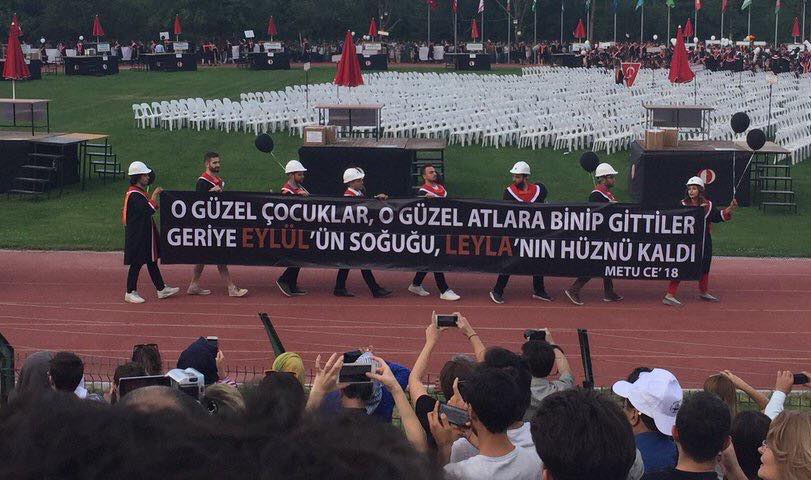 O GÜZEL ÇOCUKLAR, O GÜZEL ATLARA BİNİP GİTTİLER
GERİYE EYLÜL'ÜN SOĞUĞU, LEYLA'NIN HÜZNÜ KALDI
METU CE' 18